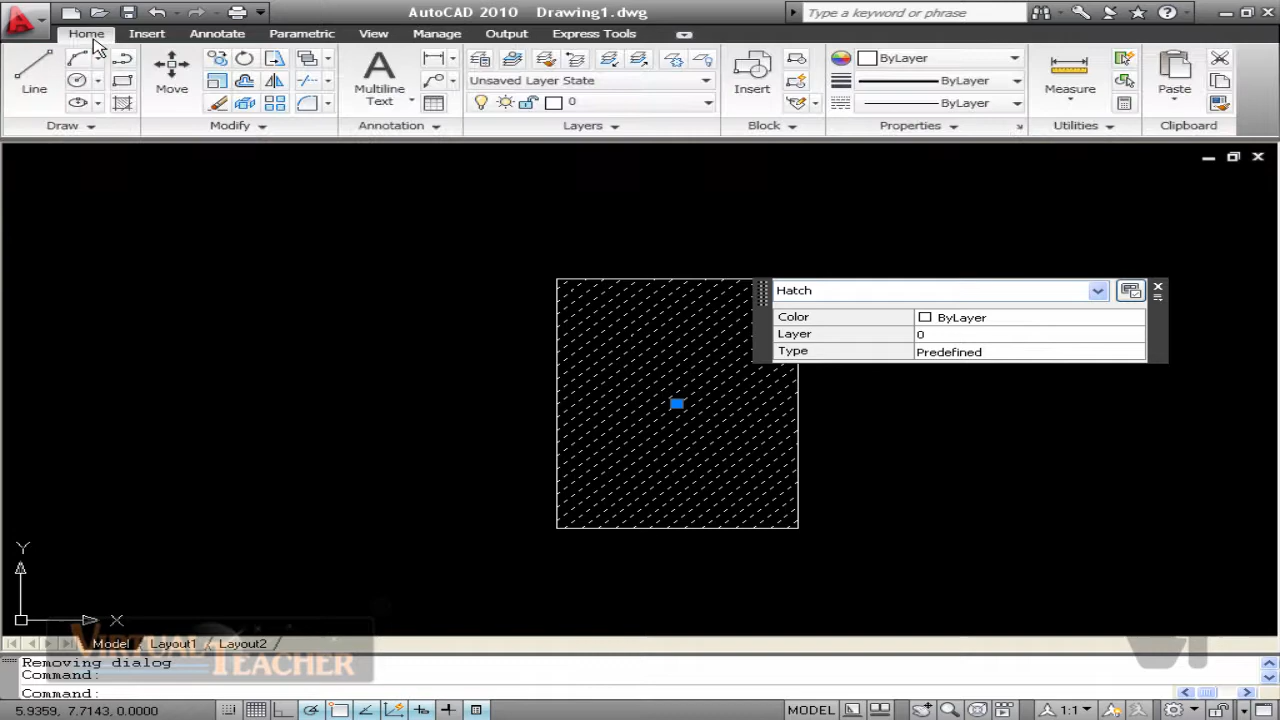 AutoCAD 2010 Drawing1.dwg
Type a keyword or phrase
Home Insert Annotate Parametric View Manage Output Express Tools
Line
Move
Multiline
Text
Unsaved Layer State
0
Insert
ByLayer
ByLayer
ByLayer
Measure
Paste
Draw Modify Annotation Layers Block Properties Utilities Clipboard
Hatch
Color ByLayer
Layer 0
Type Predefined
Y
X
Model Layout1 Layout2
VIRTUAL
TEACHER
Removing dialog
Command:
Command:
5.9359, 7.7143, 0.0000
MODEL
1:1